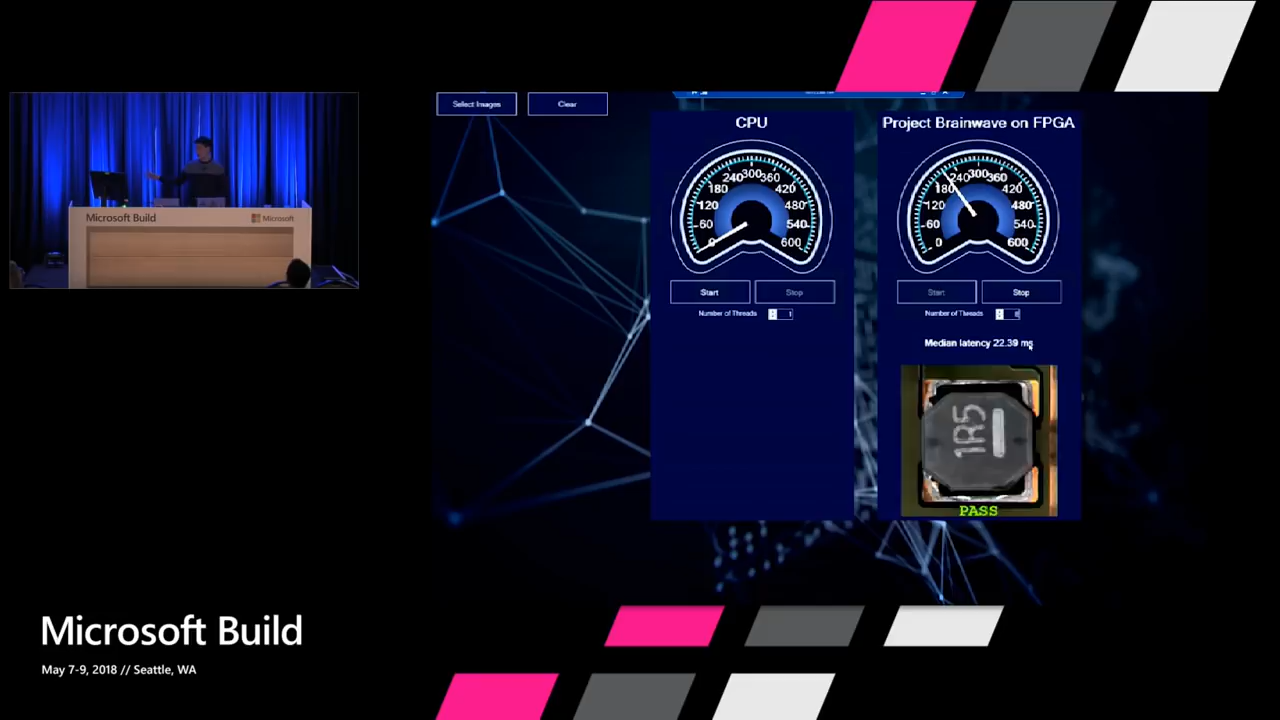 Select Images
Clear
CPU
Project Brainwave on FPGA
0 60 120 180 240 300 360 420 480 540 600
0 60 120 180 240 300 360 420 480 540 600
Start
Stop
Start
Stop
Number of Threads
1
Number of Threads
Median latency 22.39 ms
1R5
PASS
Microsoft Build
Microsoft
Microsoft Build
May 7-9, 2018 // Seattle, WA